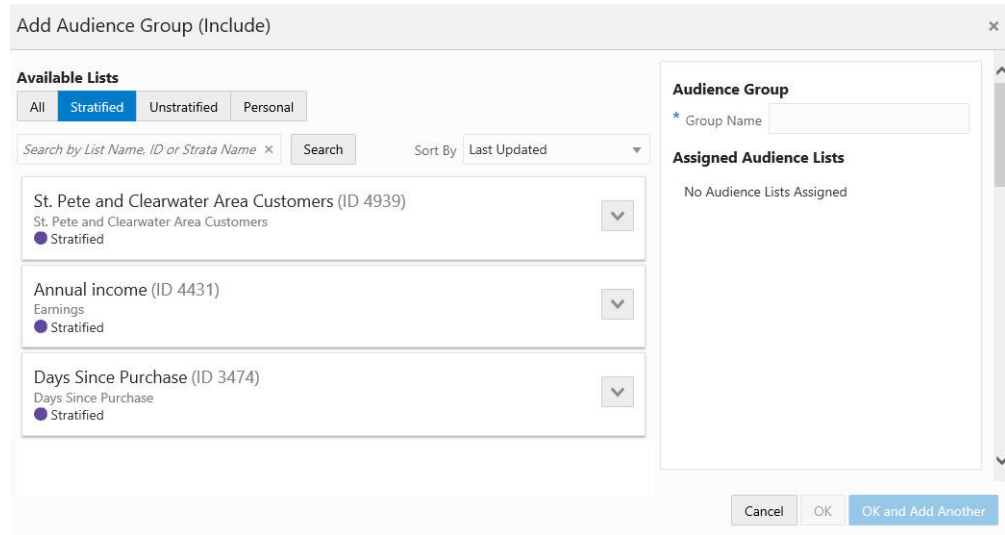 Add Audience Group (Include)
Available Lists
All Stratified Unstratified Personal
Search by List Name, ID or Strata Name × Search Sort By Last Updated
St. Pete and Clearwater Area Customers (ID 4939)
St. Pete and Clearwater Area Customers
Stratified
Annual income (ID 4431)
Earnings
Stratified
Days Since Purchase (ID 3474)
Days Since Purchase
Stratified
Audience Group
* Group Name
Assigned Audience Lists
No Audience Lists Assigned
Cancel OK OK and Add Another